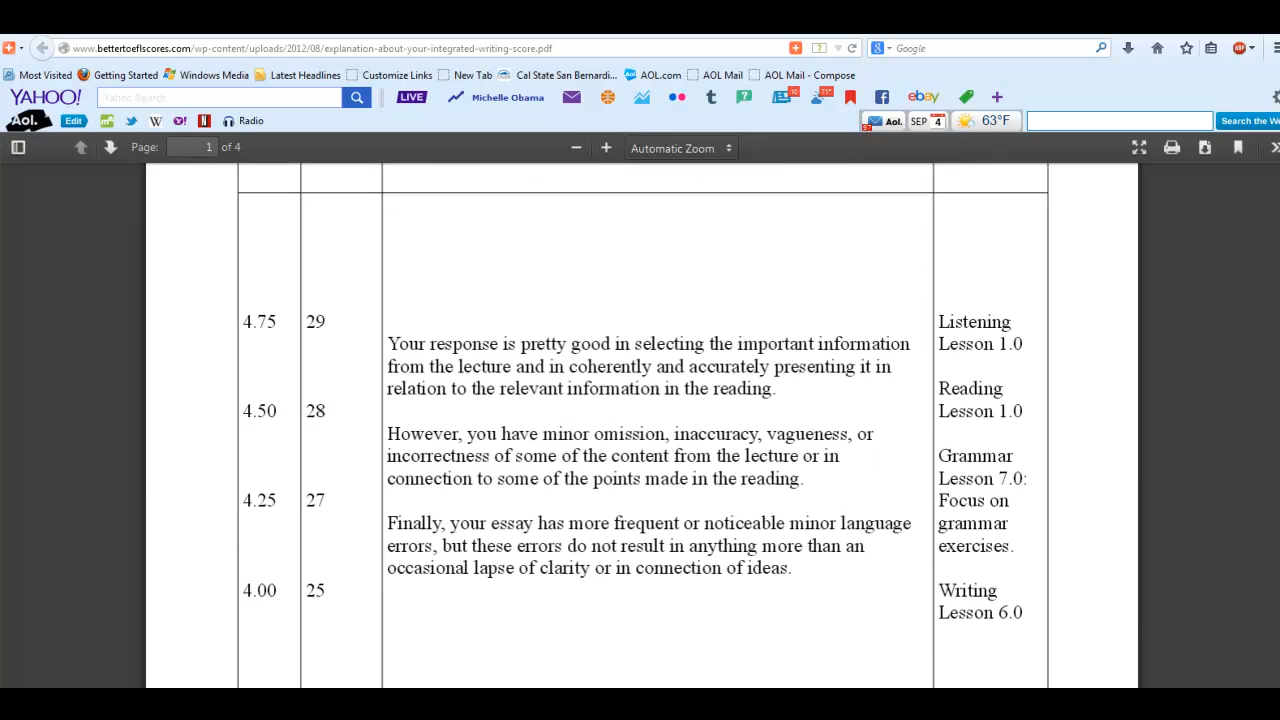 www.bettertoeflscores.com/wp-content/uploads/2012/08/explanation-about-your-integrated-writing-score.pdf
Google
Most Visited Getting Started Windows Media Latest Headlines Customize Links New Tab Cal State San Bernardi... AOL.com AOL Mail AOL Mail - Compose
YAHOO! Yahoo Search LIVE Michelle Obama 10 73° ebay
Aol. Edit Radio 97 Aol. SEP 4 63°F Search the We
Page: 1 of 4 Automatic Zoom
4.75 29
Your response is pretty good in selecting the important information
from the lecture and in coherently and accurately presenting it in
relation to the relevant information in the reading.
4.50 28
However, you have minor omission, inaccuracy, vagueness, or
incorrectness of some of the content from the lecture or in
connection to some of the points made in the reading.
4.25 27
Finally, your essay has more frequent or noticeable minor language
errors, but these errors do not result in anything more than an
occasional lapse of clarity or in connection of ideas.
4.00 25
Listening
Lesson 1.0
Reading
Lesson 1.0
Grammar
Lesson 7.0:
Focus on
grammar
exercises.
Writing
Lesson 6.0